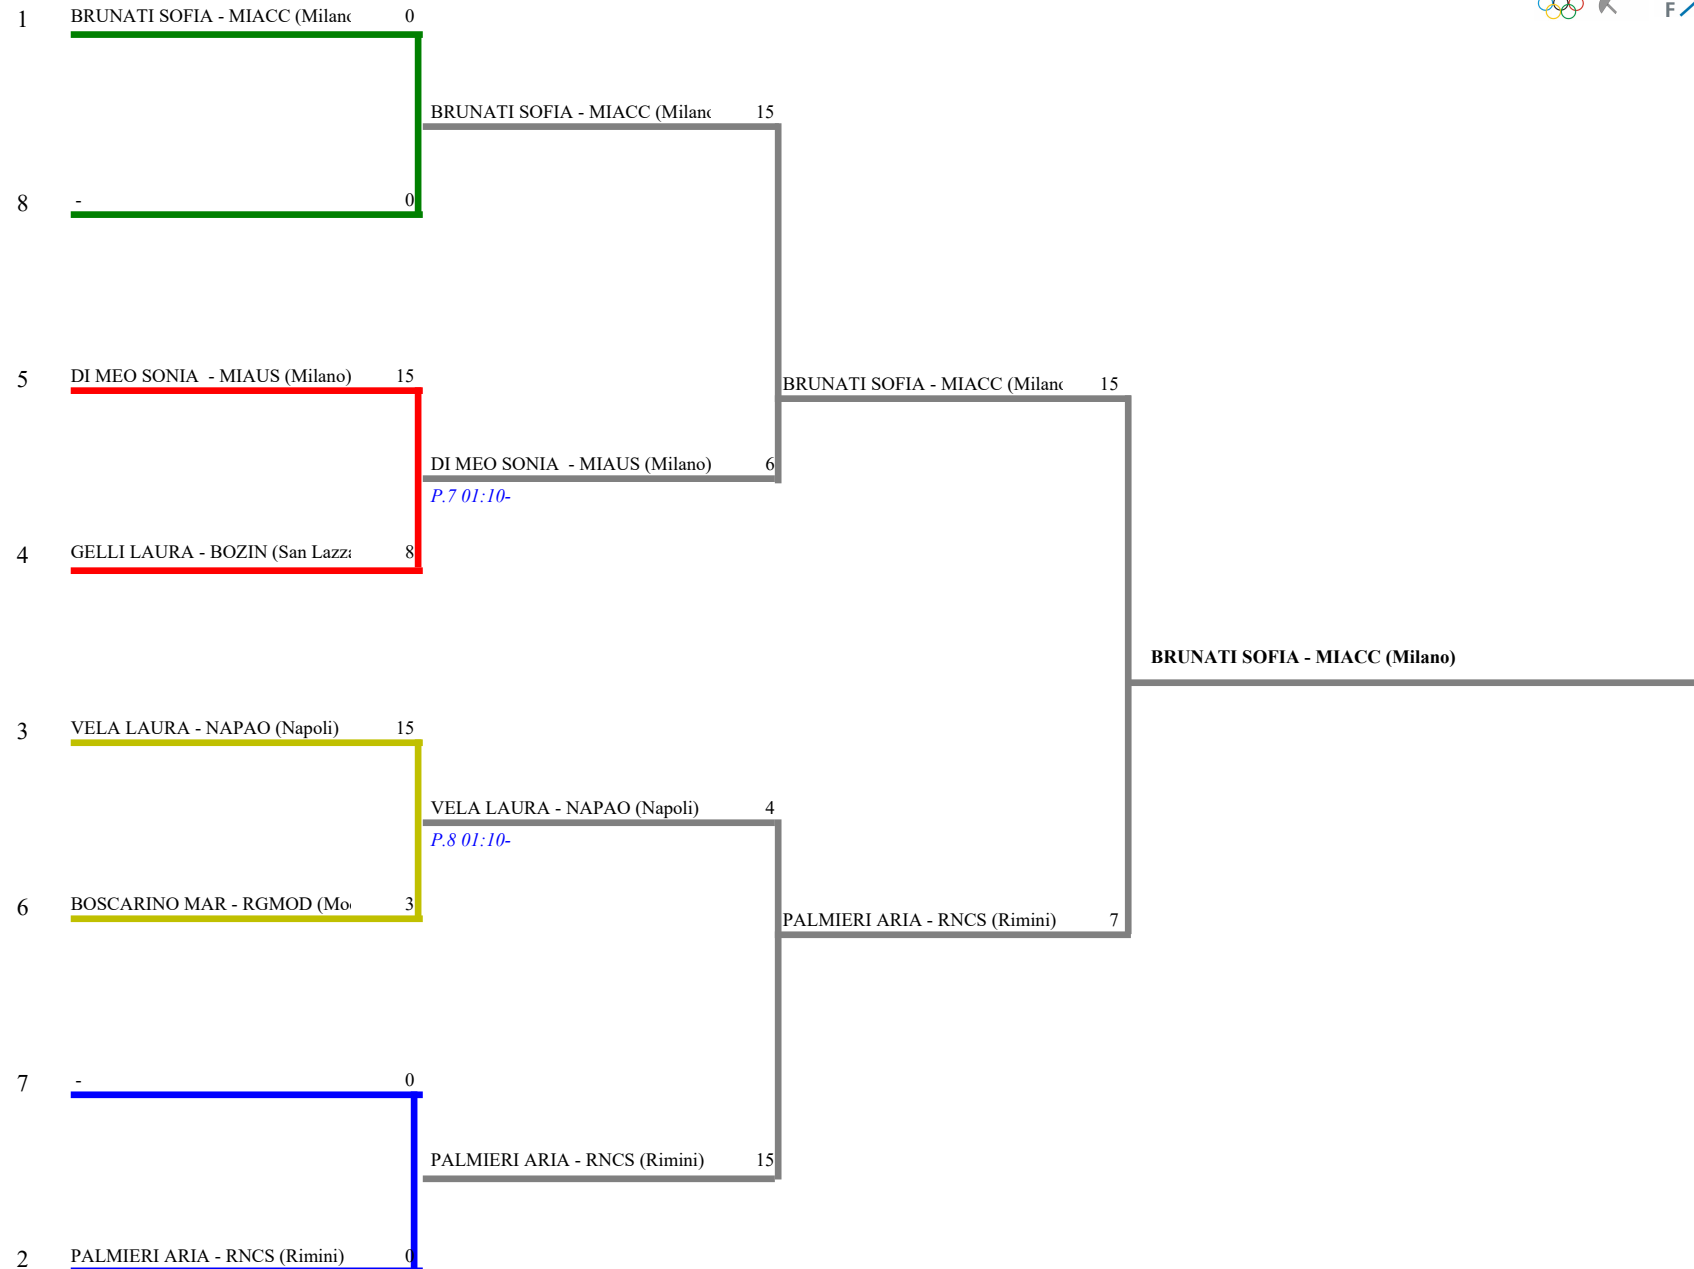 1 BRUNATI SOFIA - MIACC (Milano 0
BRUNATI SOFIA - MIACC (Milano 15
8 - 0
5 DI MEO SONIA - MIAUS (Milano) 15
BRUNATI SOFIA - MIACC (Milano 15
DI MEO SONIA - MIAUS (Milano) 6
P.7 01:10-
4 GELLI LAURA - BOZIN (San Lazza 8
BRUNATI SOFIA - MIACC (Milano)
3 VELA LAURA - NAPAO (Napoli) 15
VELA LAURA - NAPAO (Napoli) 4
P.8 01:10-
6 BOSCARINO MAR - RGMOD (Mo 3
PALMIERI ARIA - RNCS (Rimini) 7
7 - 0
PALMIERI ARIA - RNCS (Rimini) 15
2 PALMIERI ARIA - RNCS (Rimini) 0
F